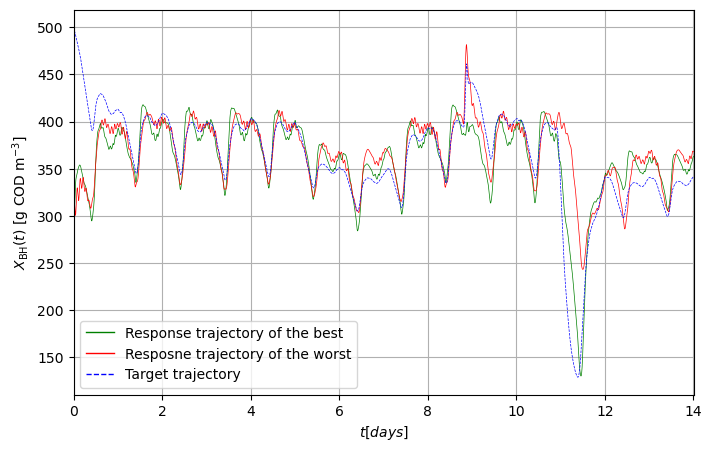 500
450
400
350
300
250
200
150
X_BH(t) [g COD m⁻³]
Response trajectory of the best
Resposne trajectory of the worst
Target trajectory
0 2 4 6 8 10 12 14
t[days]